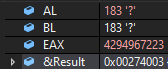 AL 183 '?'
BL 183 '?'
EAX 4294967223
&Result 0x00274003